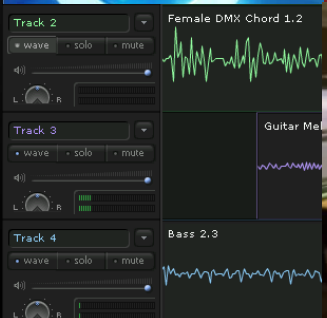 Track 2
Female DMX Chord 1.2
wave solo mute
L R
Track 3
Guitar Mel
wave solo mute
L R
Track 4
Bass 2.3
wave solo mute
L R